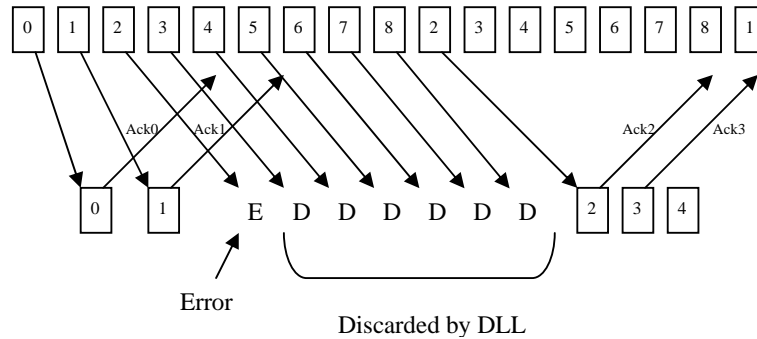 0 1 2 3 4 5 6 7 8 2 3 4 5 6 7 8 1
Ack0 Ack1 Ack2 Ack3
0 1 E D D D D D D 2 3 4
Error
Discarded by DLL